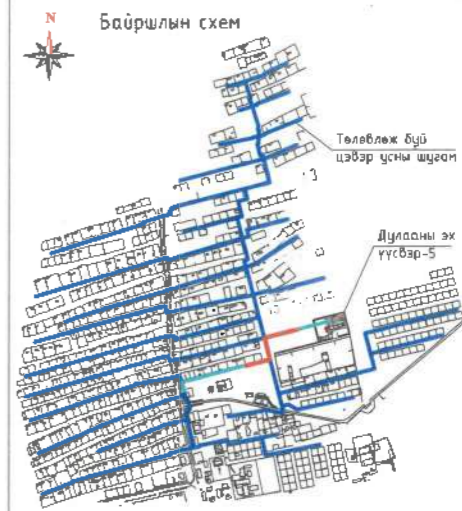 N
Байршлын схем
Төлөвлөж буй
цэвэр усны шугам
Дулааны эх
үүсвэр-5